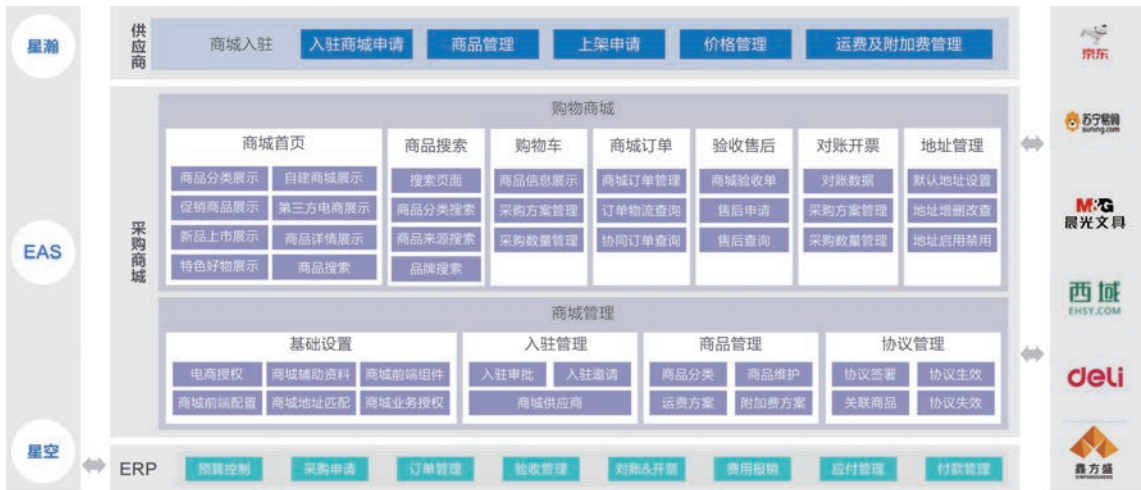 星瀚
EAS
星空
供应商
商城入驻
入驻商城申请
商品管理
上架申请
价格管理
运费及附加费管理
采购商城
购物商城
商城首页
商品分类展示
自建商城展示
促销商品展示
第三方电商展示
新品上市展示
商品详情展示
特色好物展示
商品搜索
商品搜索
搜索页面
商品分类搜索
商品来源搜索
品牌搜索
购物车
商品信息展示
采购方案管理
采购数量管理
商城订单
商城订单管理
订单物流查询
协同订单查询
验收售后
商城验收单
售后申请
售后查询
对账开票
对账数据
采购方案管理
采购数量管理
地址管理
默认地址设置
地址增删改查
地址启用禁用
商城管理
基础设置
电商授权
商城辅助资料
商城前端组件
商城前端配置
商城地址匹配
商城业务授权
入驻管理
入驻审批
入驻邀请
商城供应商
商品管理
商品分类
商品维护
运费方案
附加费方案
协议管理
协议签署
协议生效
关联商品
协议失效
ERP
预算控制
采购申请
订单管理
验收管理
对账&开票
费用报销
应付管理
付款管理
京东
苏宁易购
suning.com
M&G
晨光文具
西域
EHSY.COM
deli
鑫方盛
XINFANGSHENG